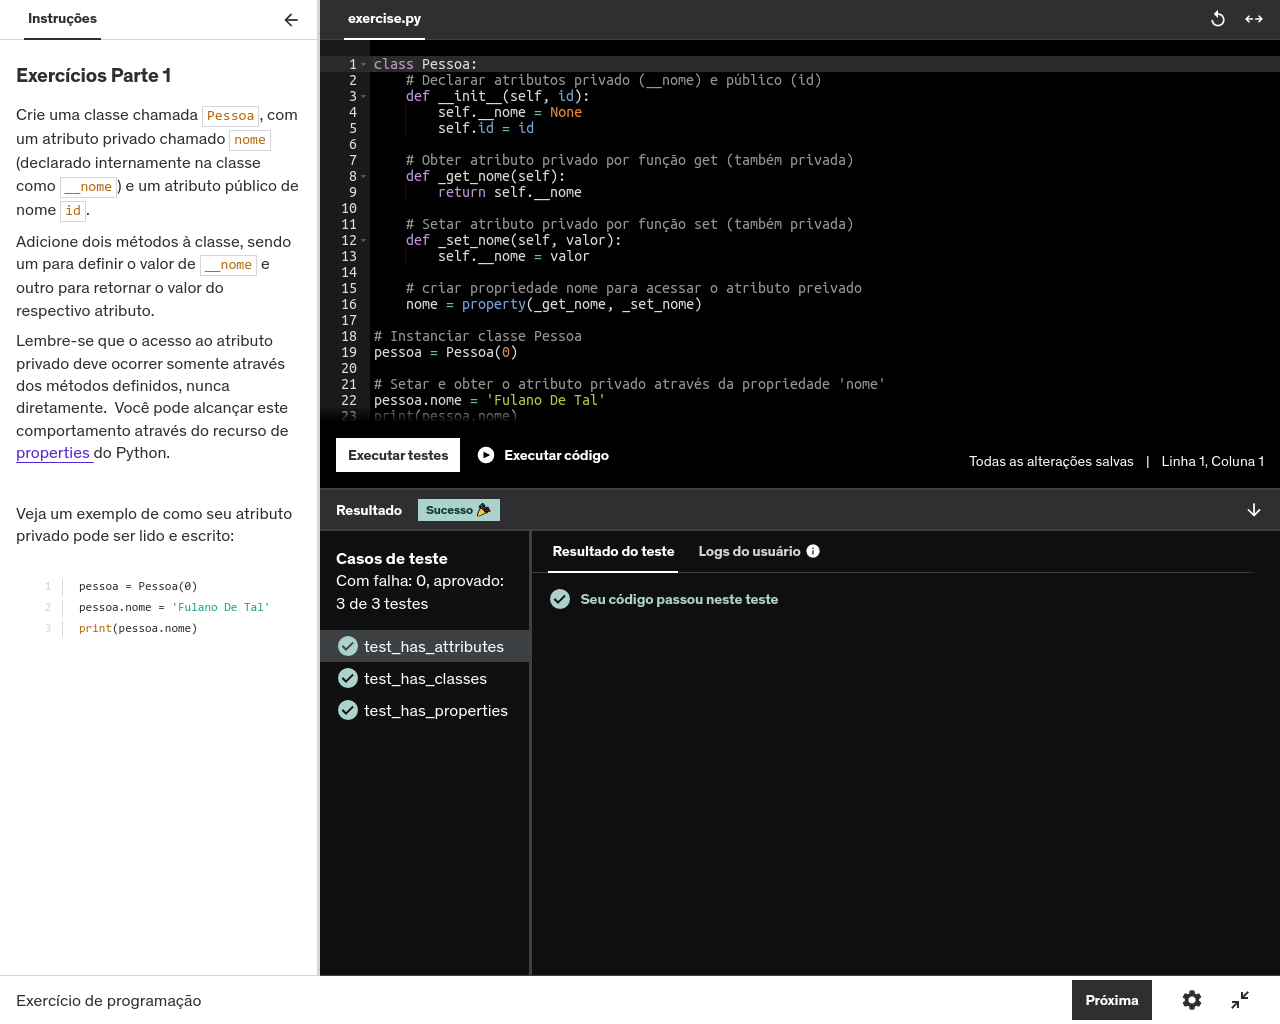 Instruções
Exercícios Parte 1
Crie uma classe chamada Pessoa, com
um atributo privado chamado nome
(declarado internamente na classe
como __nome) e um atributo público de
nome id.
Adicione dois métodos à classe, sendo
um para definir o valor de __nome e
outro para retornar o valor do
respectivo atributo.
Lembre-se que o acesso ao atributo
privado deve ocorrer somente através
dos métodos definidos, nunca
diretamente. Você pode alcançar este
comportamento através do recurso de
properties do Python.
Veja um exemplo de como seu atributo
privado pode ser lido e escrito:
1 pessoa = Pessoa(0)
2 pessoa.nome = 'Fulano De Tal'
3 print(pessoa.nome)
exercise.py
1 class Pessoa:
2 # Declarar atributos privado (__nome) e público (id)
3 def __init__(self, id):
4 self.__nome = None
5 self.id = id
6
7 # Obter atributo privado por função get (também privada)
8 def _get_nome(self):
9 return self.__nome
10
11 # Setar atributo privado por função set (também privada)
12 def _set_nome(self, valor):
13 self.__nome = valor
14
15 # criar propriedade nome para acessar o atributo preivado
16 nome = property(_get_nome, _set_nome)
17
18 # Instanciar classe Pessoa
19 pessoa = Pessoa(0)
20
21 # Setar e obter o atributo privado através da propriedade 'nome'
22 pessoa.nome = 'Fulano De Tal'
23 print(pessoa.nome)
Executar testes
Executar código
Todas as alterações salvas | Linha 1, Coluna 1
Resultado
Sucesso
Casos de teste
Com falha: 0, aprovado:
3 de 3 testes
test_has_attributes
test_has_classes
test_has_properties
Resultado do teste
Logs do usuário
Seu código passou neste teste
Exercício de programação
Próxima